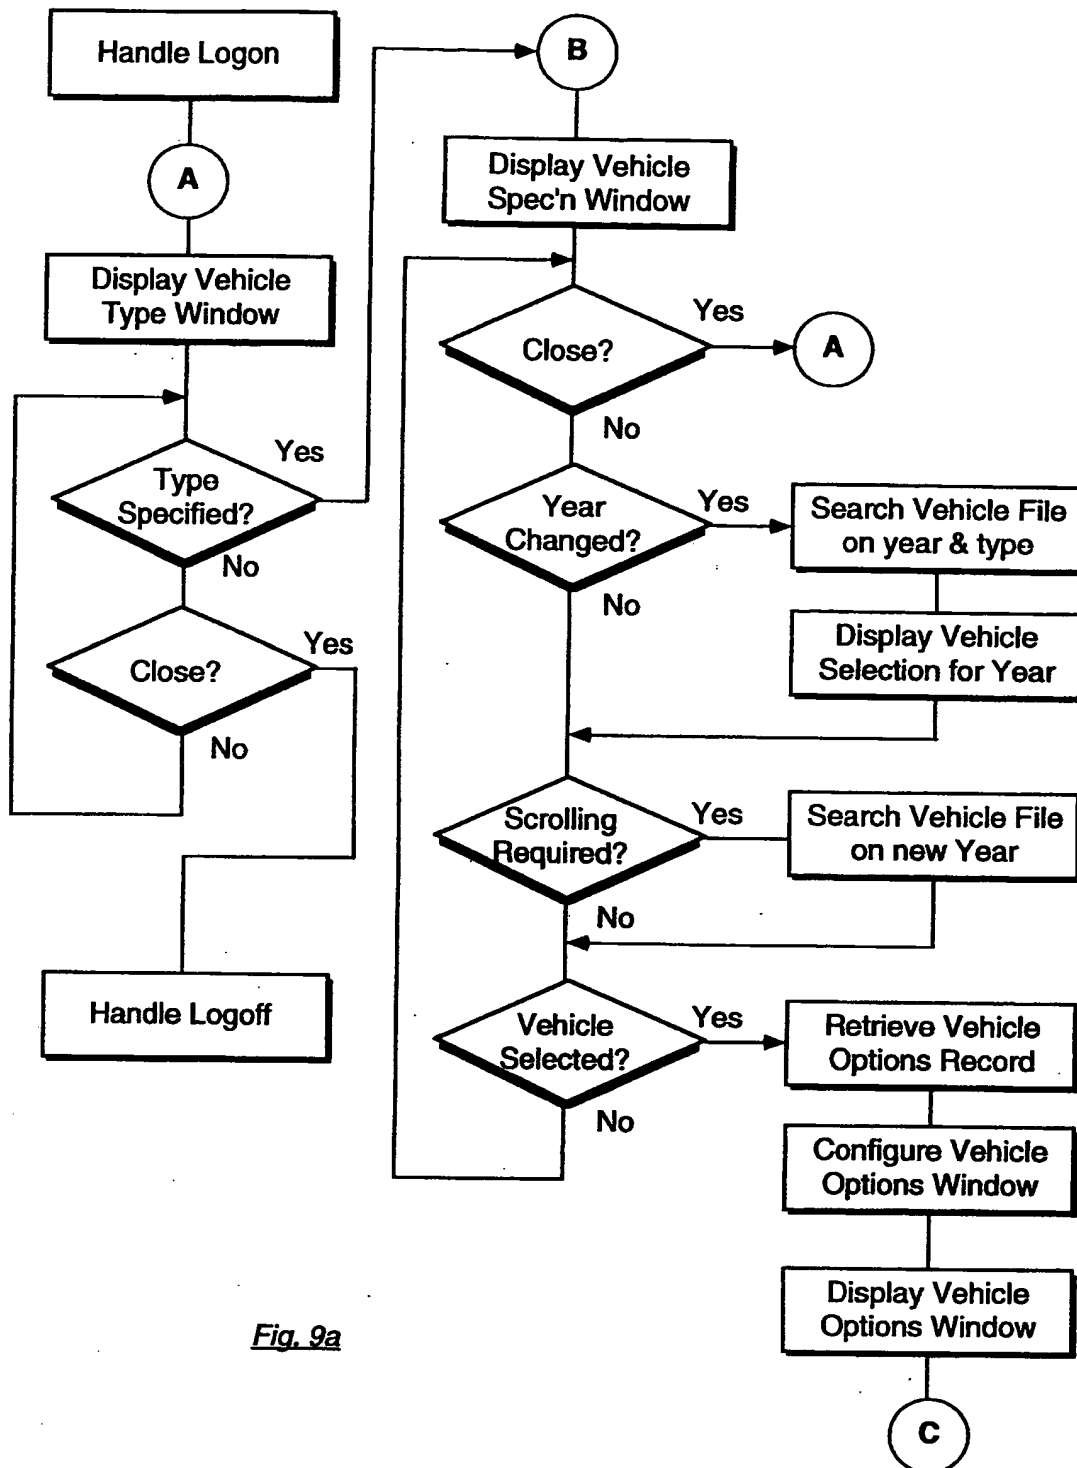 Handle Logon
A
Display Vehicle
Type Window
Type
Specified?
Yes
No
Close?
Yes
No
Handle Logoff
B
Display Vehicle
Spec'n Window
Close?
Yes
A
No
Year
Changed?
Yes
Search Vehicle File
on year & type
No
Display Vehicle
Selection for Year
Scrolling
Required?
Yes
Search Vehicle File
on new Year
No
Vehicle
Selected?
Yes
Retrieve Vehicle
Options Record
No
Configure Vehicle
Options Window
Display Vehicle
Options Window
C
Fig. 9a